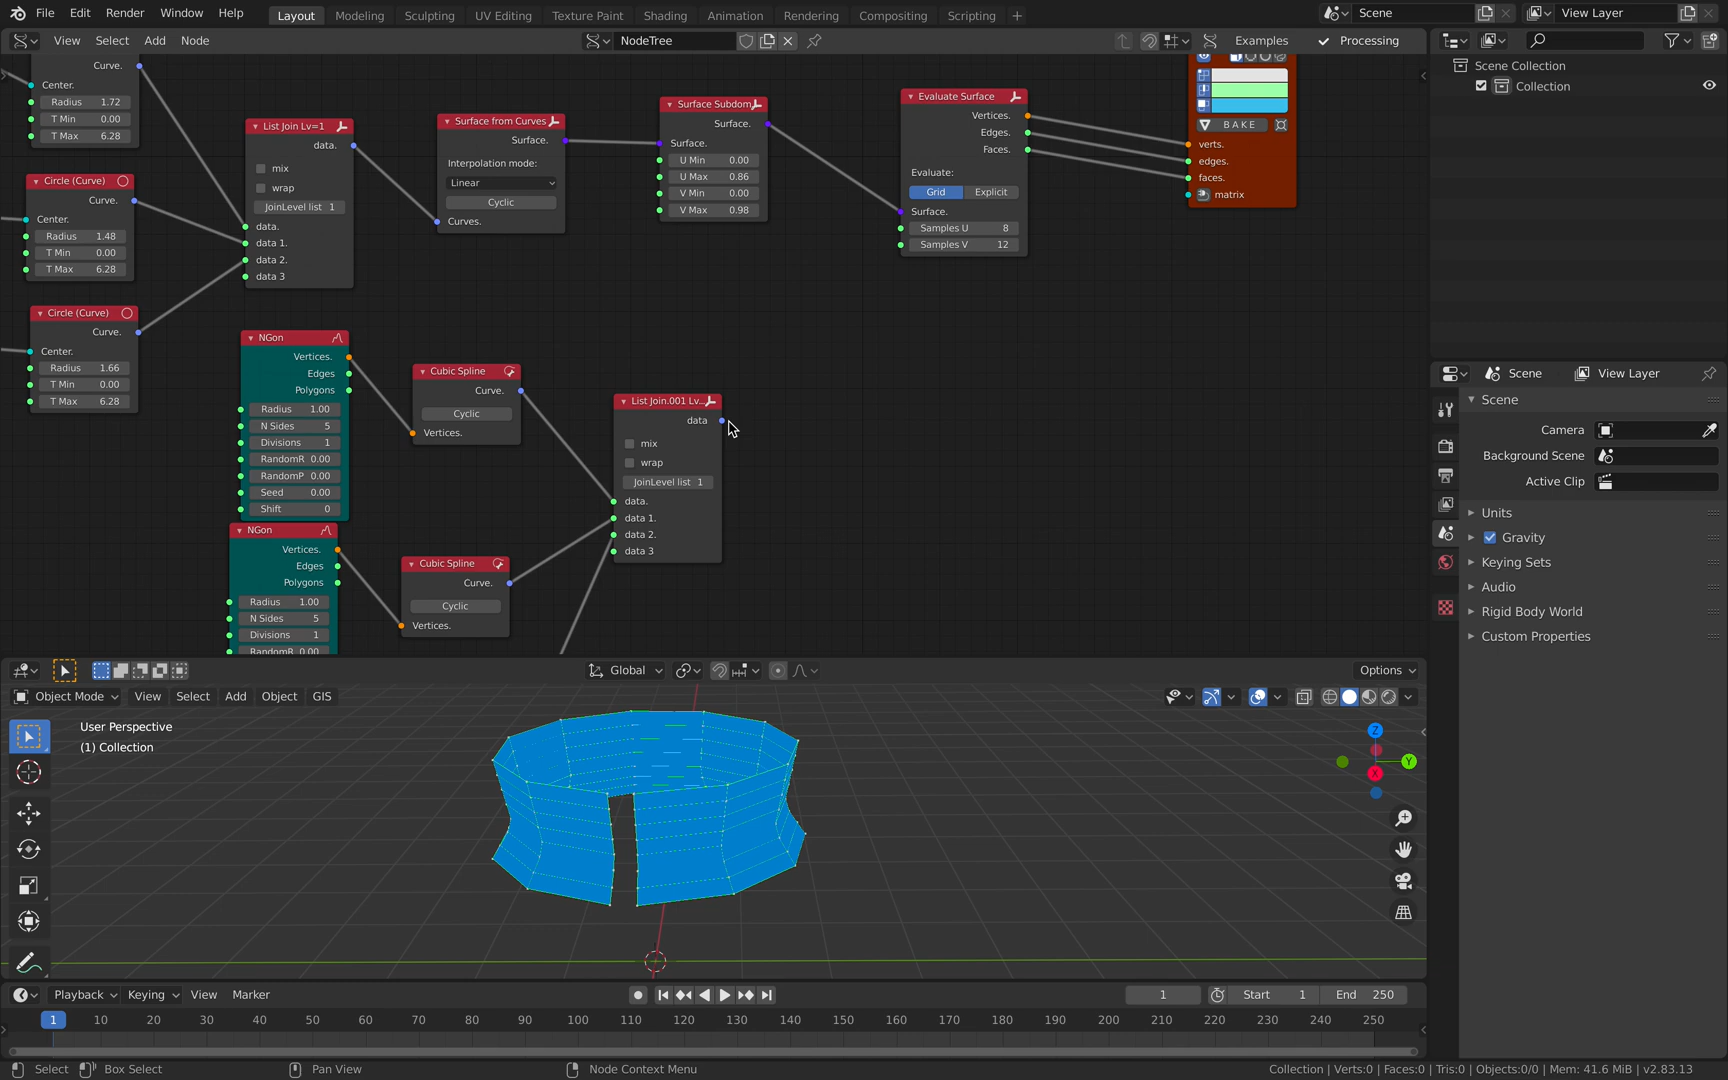 File Edit Render Window Help Layout Modeling Sculpting UV Editing Texture Paint Shading Animation Rendering Compositing Scripting + Scene View Layer
View Select Add Node NodeTree Examples Processing
Curve.
Center.
Radius 1.72
T Min 0.00
T Max 6.28
Circle (Curve)
Curve.
Center.
Radius 1.48
T Min 0.00
T Max 6.28
Circle (Curve)
Curve.
Center.
Radius 1.66
T Min 0.00
T Max 6.28
List Join Lv=1
data.
mix
wrap
JoinLevel list 1
data.
data 1.
data 2.
data 3
Surface from Curves
Surface.
Interpolation mode:
Linear
Cyclic
Curves.
Surface Subdom
Surface.
Surface.
U Min 0.00
U Max 0.86
V Min 0.00
V Max 0.98
Evaluate Surface
Vertices.
Edges.
Faces.
Evaluate:
Grid Explicit
Surface.
Samples U 8
Samples V 12
BAKE
verts.
edges.
faces.
matrix
NGon
Vertices.
Edges
Polygons
Radius 1.00
N Sides 5
Divisions 1
RandomR 0.00
RandomP 0.00
Seed 0.00
Shift 0
NGon
Vertices.
Edges
Polygons
Radius 1.00
N Sides 5
Divisions 1
RandomR 0.00
Cubic Spline
Curve.
Cyclic
Vertices.
Cubic Spline
Curve.
Cyclic
Vertices.
List Join.001 Lv...
data
mix
wrap
JoinLevel list 1
data.
data 1.
data 2.
data 3
Scene Collection
Collection
Scene View Layer
Scene
Camera
Background Scene
Active Clip
Units
Gravity
Keying Sets
Audio
Rigid Body World
Custom Properties
Global Options
Object Mode View Select Add Object GIS
User Perspective
(1) Collection
Z
Y
X
Playback Keying View Marker 1 Start 1 End 250
1 10 20 30 40 50 60 70 80 90 100 110 120 130 140 150 160 170 180 190 200 210 220 230 240 250
Select Box Select Pan View Node Context Menu Collection | Verts:0 | Faces:0 | Tris:0 | Objects:0/0 | Mem: 41.6 MiB | v2.83.13